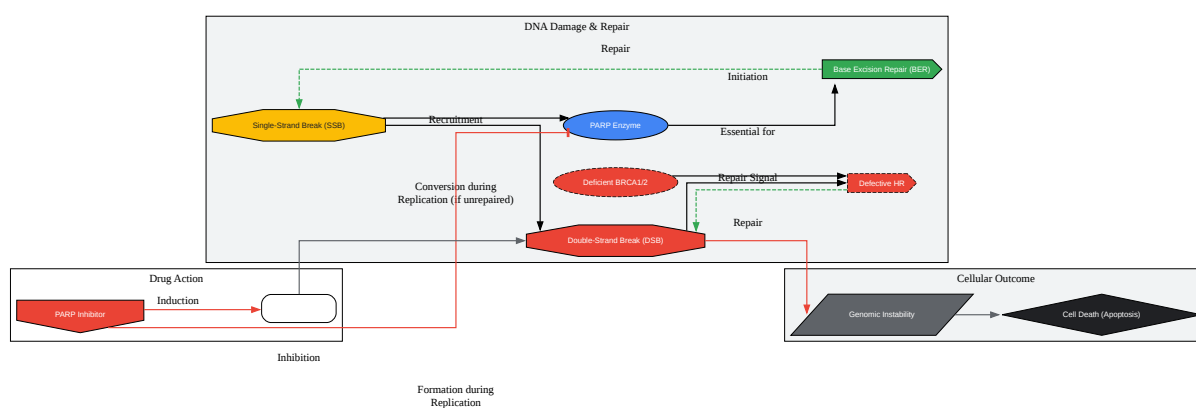 DNA Damage & Repair
Repair
Base Excision Repair (BER)
Initiation
Single-Strand Break (SSB)
Recruitment
PARP Enzyme
Essential for
Deficient BRCA1/2
Repair Signal
Defective HR
Conversion during
Replication (if unrepaired)
Repair
Double-Strand Break (DSB)
Drug Action
Cellular Outcome
Induction
PARP Inhibitor
Genomic Instability
Cell Death (Apoptosis)
Inhibition
Formation during
Replication